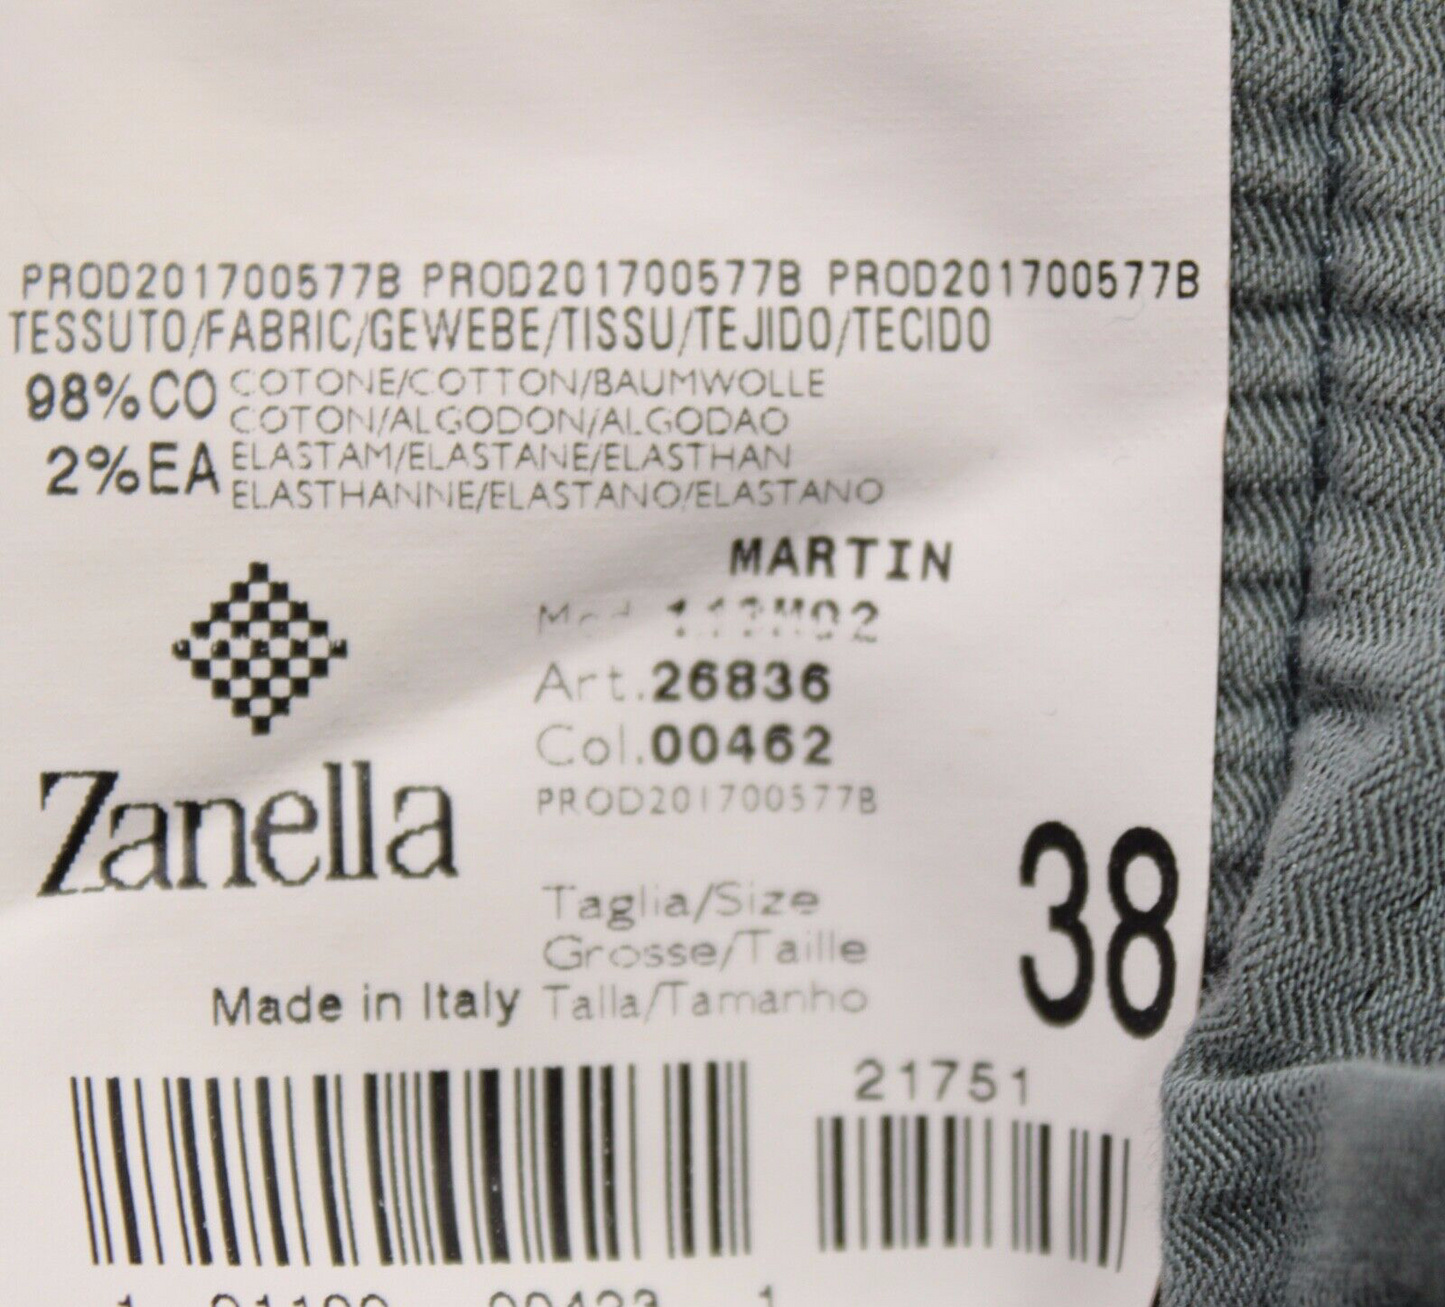 PROD201700577B PROD201700577B PROD201700577B
TESSUTO/FABRIC/GEWEBE/TISSU/TEJIDO/TECIDO
98%CO COTONE/COTTON/BAUMWOLLE
COTON/ALGODON/ALGODAO
2%EA ELASTAM/ELASTANE/ELASTHAN
ELASTHANNE/ELASTANO/ELASTANO
MARTIN
Mod.
Art.26836
Col.00462
PROD201700577B
Zanella
Taglia/Size
Grosse/Taille
Talla/Tamanho
38
Made in Italy
21751